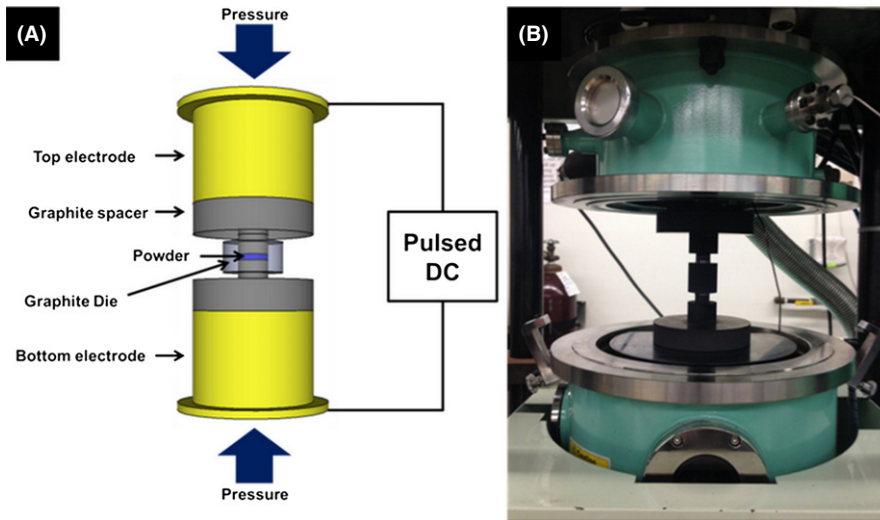 (A)
Pressure
Top electrode
Graphite spacer
Powder
Graphite Die
Bottom electrode
Pressure
Pulsed
DC
(B)